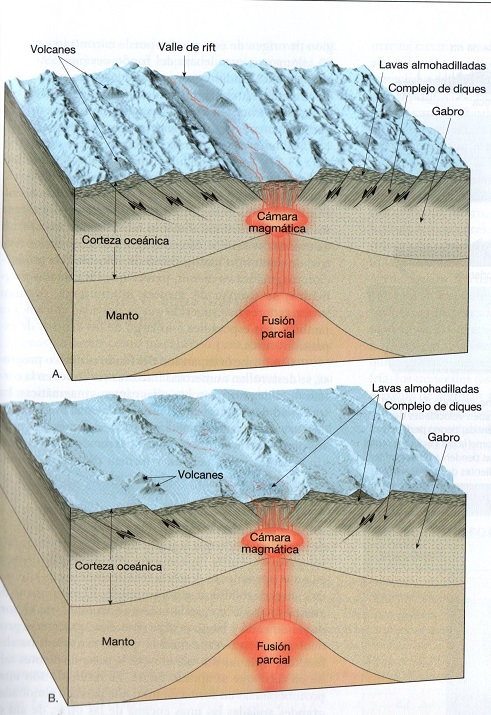 Volcanes
Valle de rift
Lavas almohadilladas
Complejo de diques
Gabro
Cámara
magmática
Corteza oceánica
Manto
Fusión
parcial
A.
Lavas almohadilladas
Complejo de diques
Gabro
Volcanes
Cámara
magmática
Corteza oceánica
Manto
Fusión
parcial
B.